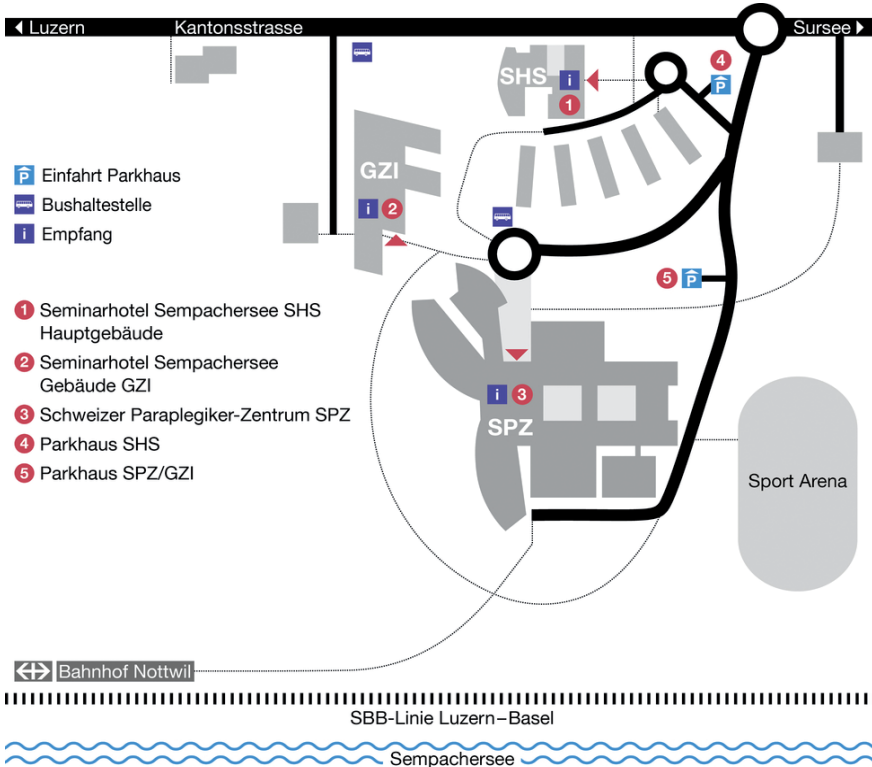 Luzern
Kantonsstrasse
Sursee
4
P
SHS
i
1
GZI
i
2
P Einfahrt Parkhaus
Bushaltestelle
i Empfang
5 P
1 Seminarhotel Sempachersee SHS
Hauptgebäude
2 Seminarhotel Sempachersee
Gebäude GZI
3 Schweizer Paraplegiker-Zentrum SPZ
4 Parkhaus SHS
5 Parkhaus SPZ/GZI
i 3
SPZ
Sport Arena
Bahnhof Nottwil
SBB-Linie Luzern–Basel
Sempachersee